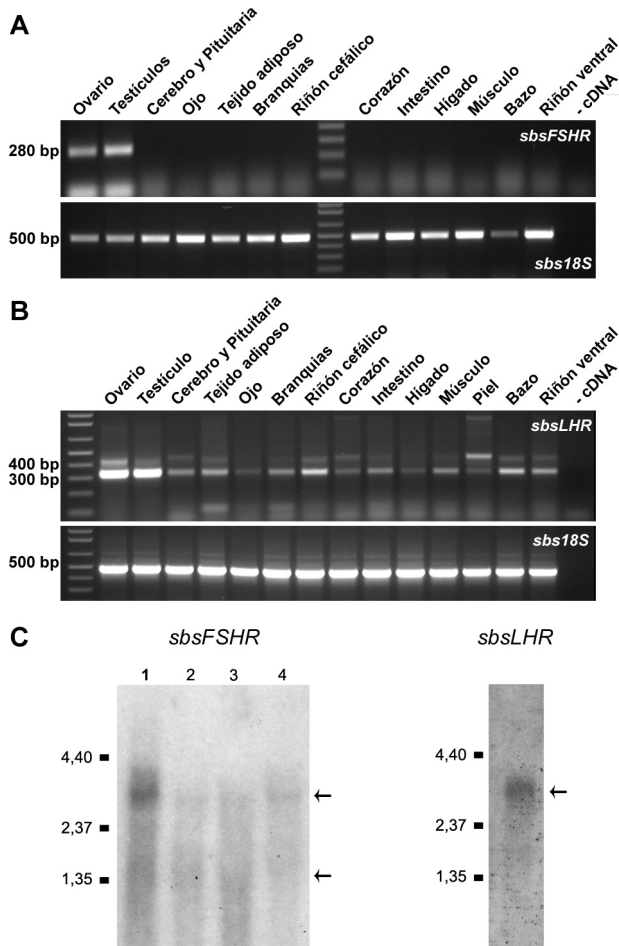 A
Ovario
Testículos
Cerebro y Pituitaria
Ojo
Tejido adiposo
Branquias
Riñón cefálico
Corazón
Intestino
Hígado
Músculo
Bazo
Riñón ventral
- cDNA
280 bp
sbsFSHR
500 bp
sbs18S
B
Ovario
Testículo
Cerebro y Pituitaria
Tejido adiposo
Ojo
Branquias
Riñón cefálico
Corazón
Intestino
Hígado
Músculo
Piel
Bazo
Riñón ventral
- cDNA
sbsLHR
400 bp
300 bp
sbs18S
500 bp
C
sbsFSHR
sbsLHR
1 2 3 4
4,40
2,37
1,35
4,40
2,37
1,35